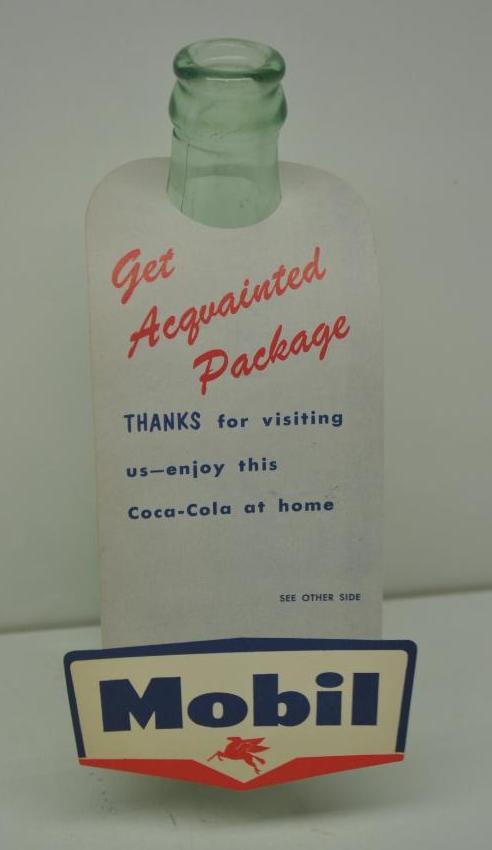 Get
Acquainted
Package
THANKS for visiting
us—enjoy this
Coca-Cola at home
SEE OTHER SIDE
Mobil